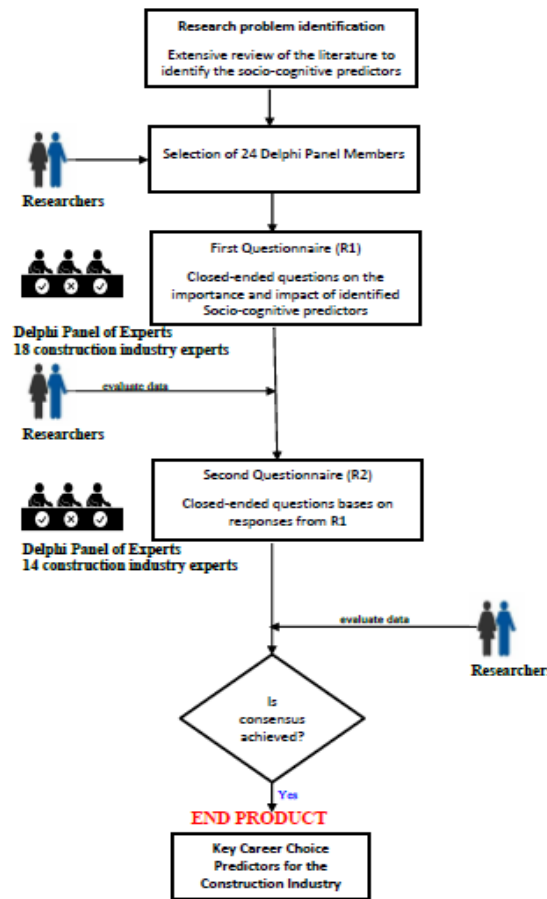 Research problem identification
Extensive review of the literature to
identify the socio-cognitive predictors
Selection of 24 Delphi Panel Members
Researchers
First Questionnaire (R1)
Closed-ended questions on the
importance and impact of identified
Socio-cognitive predictors
Delphi Panel of Experts
18 construction industry experts
evaluate data
Researchers
Second Questionnaire (R2)
Closed-ended questions bases on
responses from R1
Delphi Panel of Experts
14 construction industry experts
evaluate data
Researchers
Is
consensus
achieved?
Yes
END PRODUCT
Key Career Choice
Predictors for the
Construction Industry